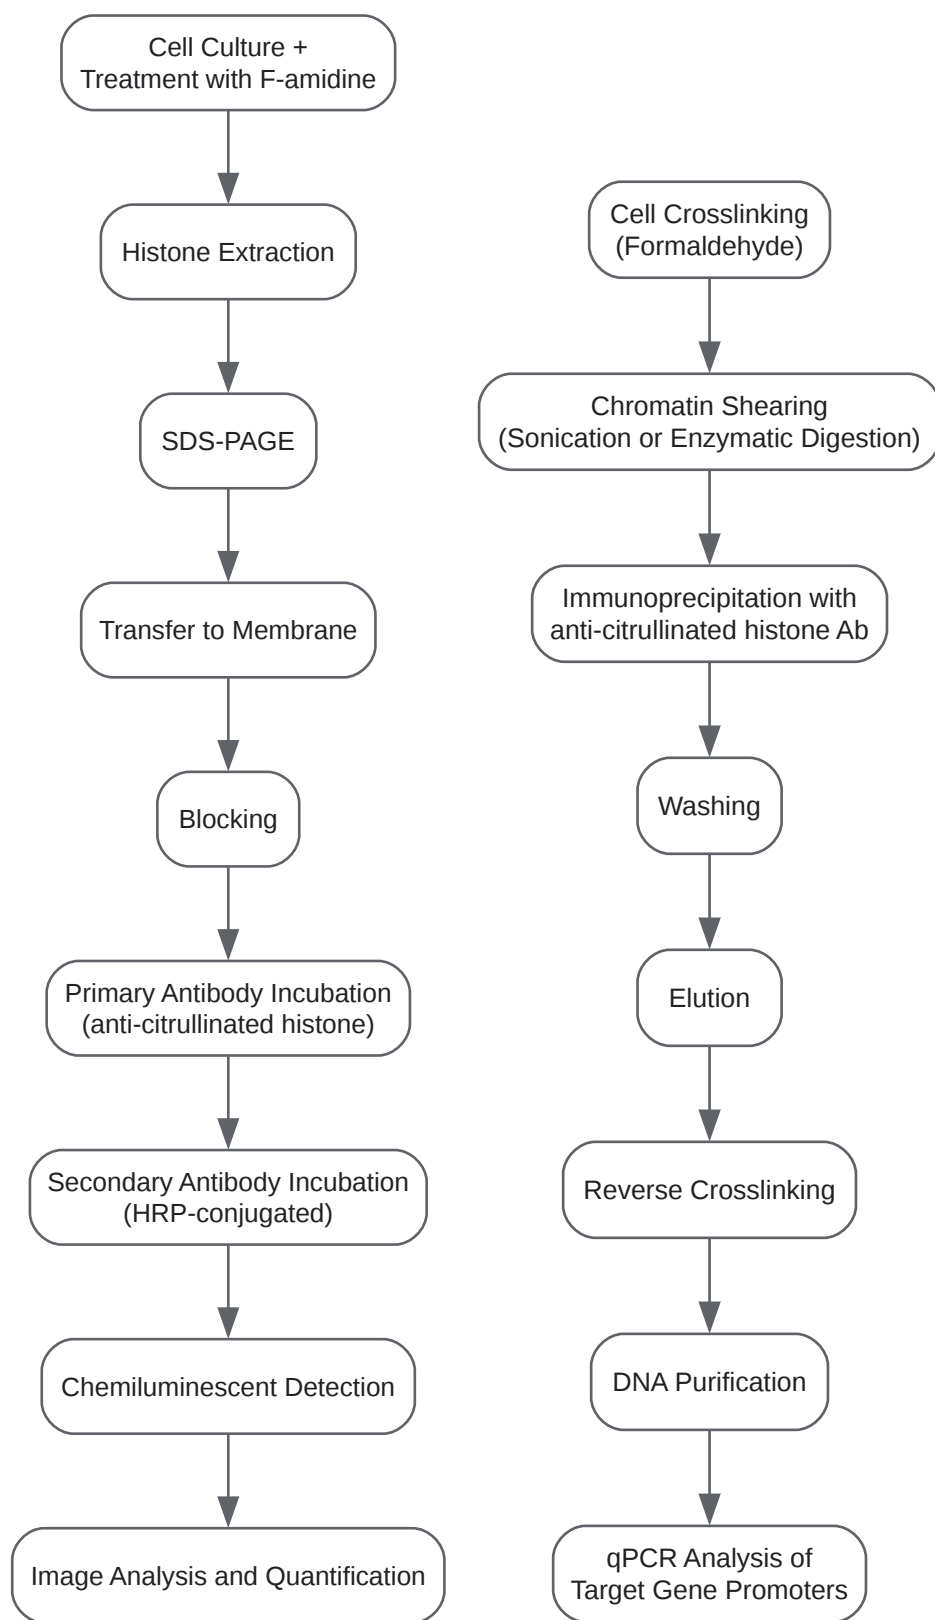 Cell Culture +
Treatment with F-amidine
Histone Extraction
SDS-PAGE
Transfer to Membrane
Blocking
Primary Antibody Incubation
(anti-citrullinated histone)
Secondary Antibody Incubation
(HRP-conjugated)
Chemiluminescent Detection
Image Analysis and Quantification
Cell Crosslinking
(Formaldehyde)
Chromatin Shearing
(Sonication or Enzymatic Digestion)
Immunoprecipitation with
anti-citrullinated histone Ab
Washing
Elution
Reverse Crosslinking
DNA Purification
qPCR Analysis of
Target Gene Promoters